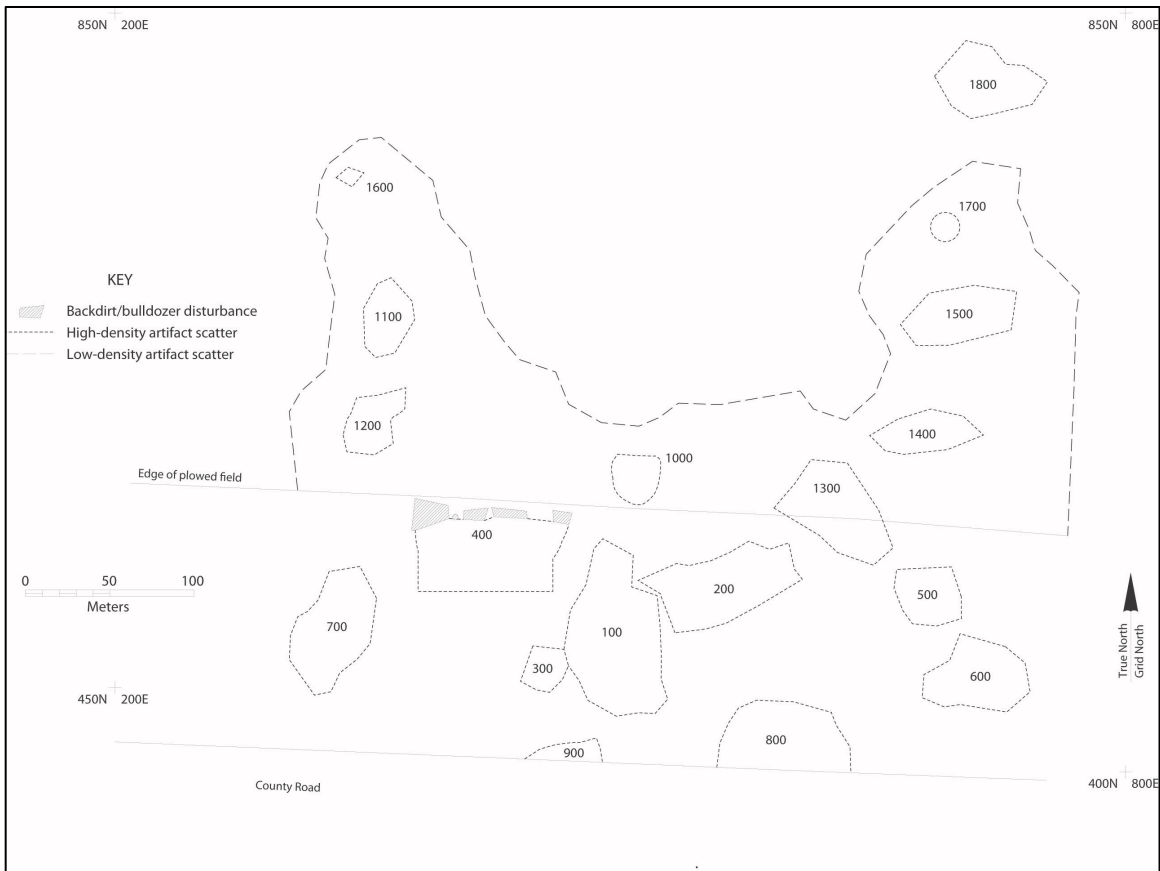 850N 200E
850N 800E
1800
1600
1700
KEY
Backdirt/bulldozer disturbance
High-density artifact scatter
Low-density artifact scatter
1100
1500
1200
1400
1000
1300
Edge of plowed field
400
0 50 100
Meters
200
500
700
100
300
600
True North
Grid North
450N 200E
900
800
County Road
400N 800E